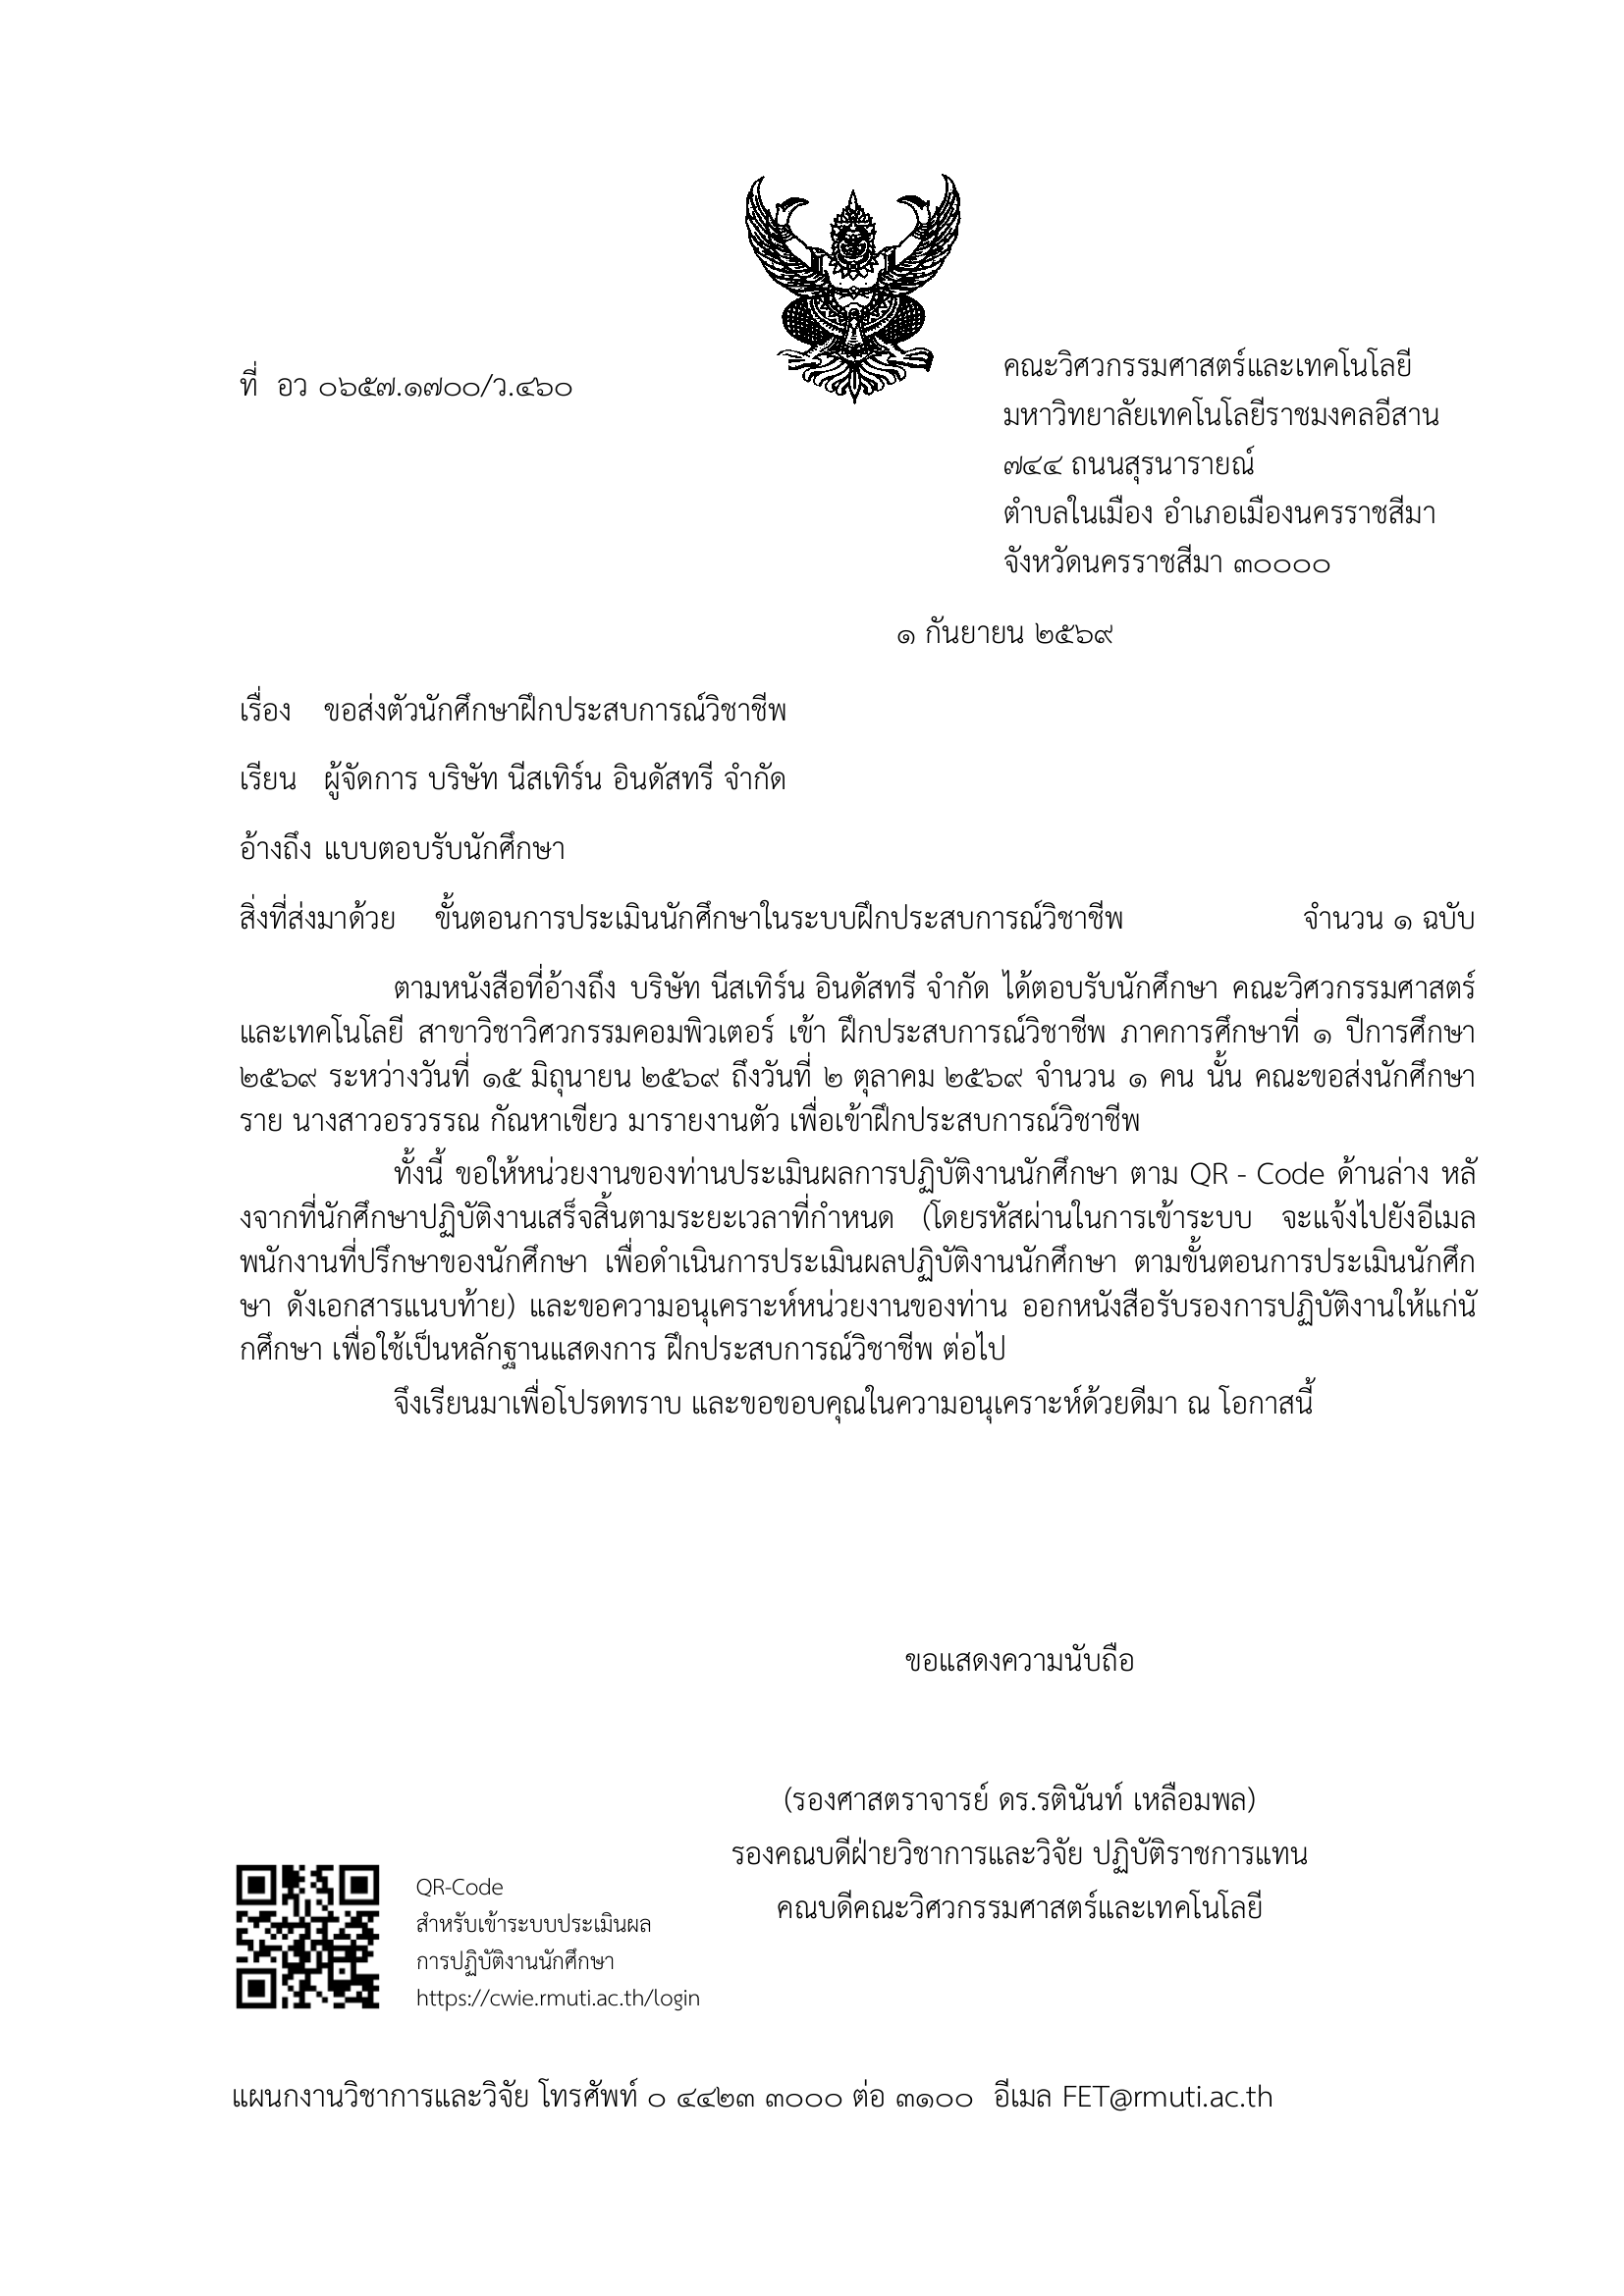 ที่ อว ๐๖๕๗.๑๗๐๐/ว.๔๖๐
คณะวิศวกรรมศาสตร์และเทคโนโลยี
มหาวิทยาลัยเทคโนโลยีราชมงคลอีสาน
๗๔๔ ถนนสุรนารายณ์
ตำบลในเมือง อำเภอเมืองนครราชสีมา
จังหวัดนครราชสีมา ๓๐๐๐๐
๑ กันยายน ๒๕๖๙
เรื่อง ขอส่งตัวนักศึกษาฝึกประสบการณ์วิชาชีพ
เรียน ผู้จัดการ บริษัท นีสเทิร์น อินดัสทรี จำกัด
อ้างถึง แบบตอบรับนักศึกษา
สิ่งที่ส่งมาด้วย ขั้นตอนการประเมินนักศึกษาในระบบฝึกประสบการณ์วิชาชีพ จำนวน ๑ ฉบับ
ตามหนังสือที่อ้างถึง บริษัท นีสเทิร์น อินดัสทรี จำกัด ได้ตอบรับนักศึกษา คณะวิศวกรรมศาสตร์
และเทคโนโลยี สาขาวิชาวิศวกรรมคอมพิวเตอร์ เข้า ฝึกประสบการณ์วิชาชีพ ภาคการศึกษาที่ ๑ ปีการศึกษา
๒๕๖๙ ระหว่างวันที่ ๑๕ มิถุนายน ๒๕๖๙ ถึงวันที่ ๒ ตุลาคม ๒๕๖๙ จำนวน ๑ คน นั้น คณะขอส่งนักศึกษา
ราย นางสาวอรวรรณ กัณหาเขียว มารายงานตัว เพื่อเข้าฝึกประสบการณ์วิชาชีพ
ทั้งนี้ ขอให้หน่วยงานของท่านประเมินผลการปฏิบัติงานนักศึกษา ตาม QR - Code ด้านล่าง หลั
งจากที่นักศึกษาปฏิบัติงานเสร็จสิ้นตามระยะเวลาที่กำหนด (โดยรหัสผ่านในการเข้าระบบ จะแจ้งไปยังอีเมล
พนักงานที่ปรึกษาของนักศึกษา เพื่อดำเนินการประเมินผลปฏิบัติงานนักศึกษา ตามขั้นตอนการประเมินนักศึก
ษา ดังเอกสารแนบท้าย) และขอความอนุเคราะห์หน่วยงานของท่าน ออกหนังสือรับรองการปฏิบัติงานให้แก่นั
กศึกษา เพื่อใช้เป็นหลักฐานแสดงการ ฝึกประสบการณ์วิชาชีพ ต่อไป
จึงเรียนมาเพื่อโปรดทราบ และขอขอบคุณในความอนุเคราะห์ด้วยดีมา ณ โอกาสนี้
ขอแสดงความนับถือ
(รองศาสตราจารย์ ดร.รตินันท์ เหลือมพล)
รองคณบดีฝ่ายวิชาการและวิจัย ปฏิบัติราชการแทน
คณบดีคณะวิศวกรรมศาสตร์และเทคโนโลยี
QR-Code
สำหรับเข้าระบบประเมินผล
การปฏิบัติงานนักศึกษา
https://cwie.rmuti.ac.th/login
แผนกงานวิชาการและวิจัย โทรศัพท์ ๐ ๔๔๒๓ ๓๐๐๐ ต่อ ๓๑๐๐ อีเมล FET@rmuti.ac.th